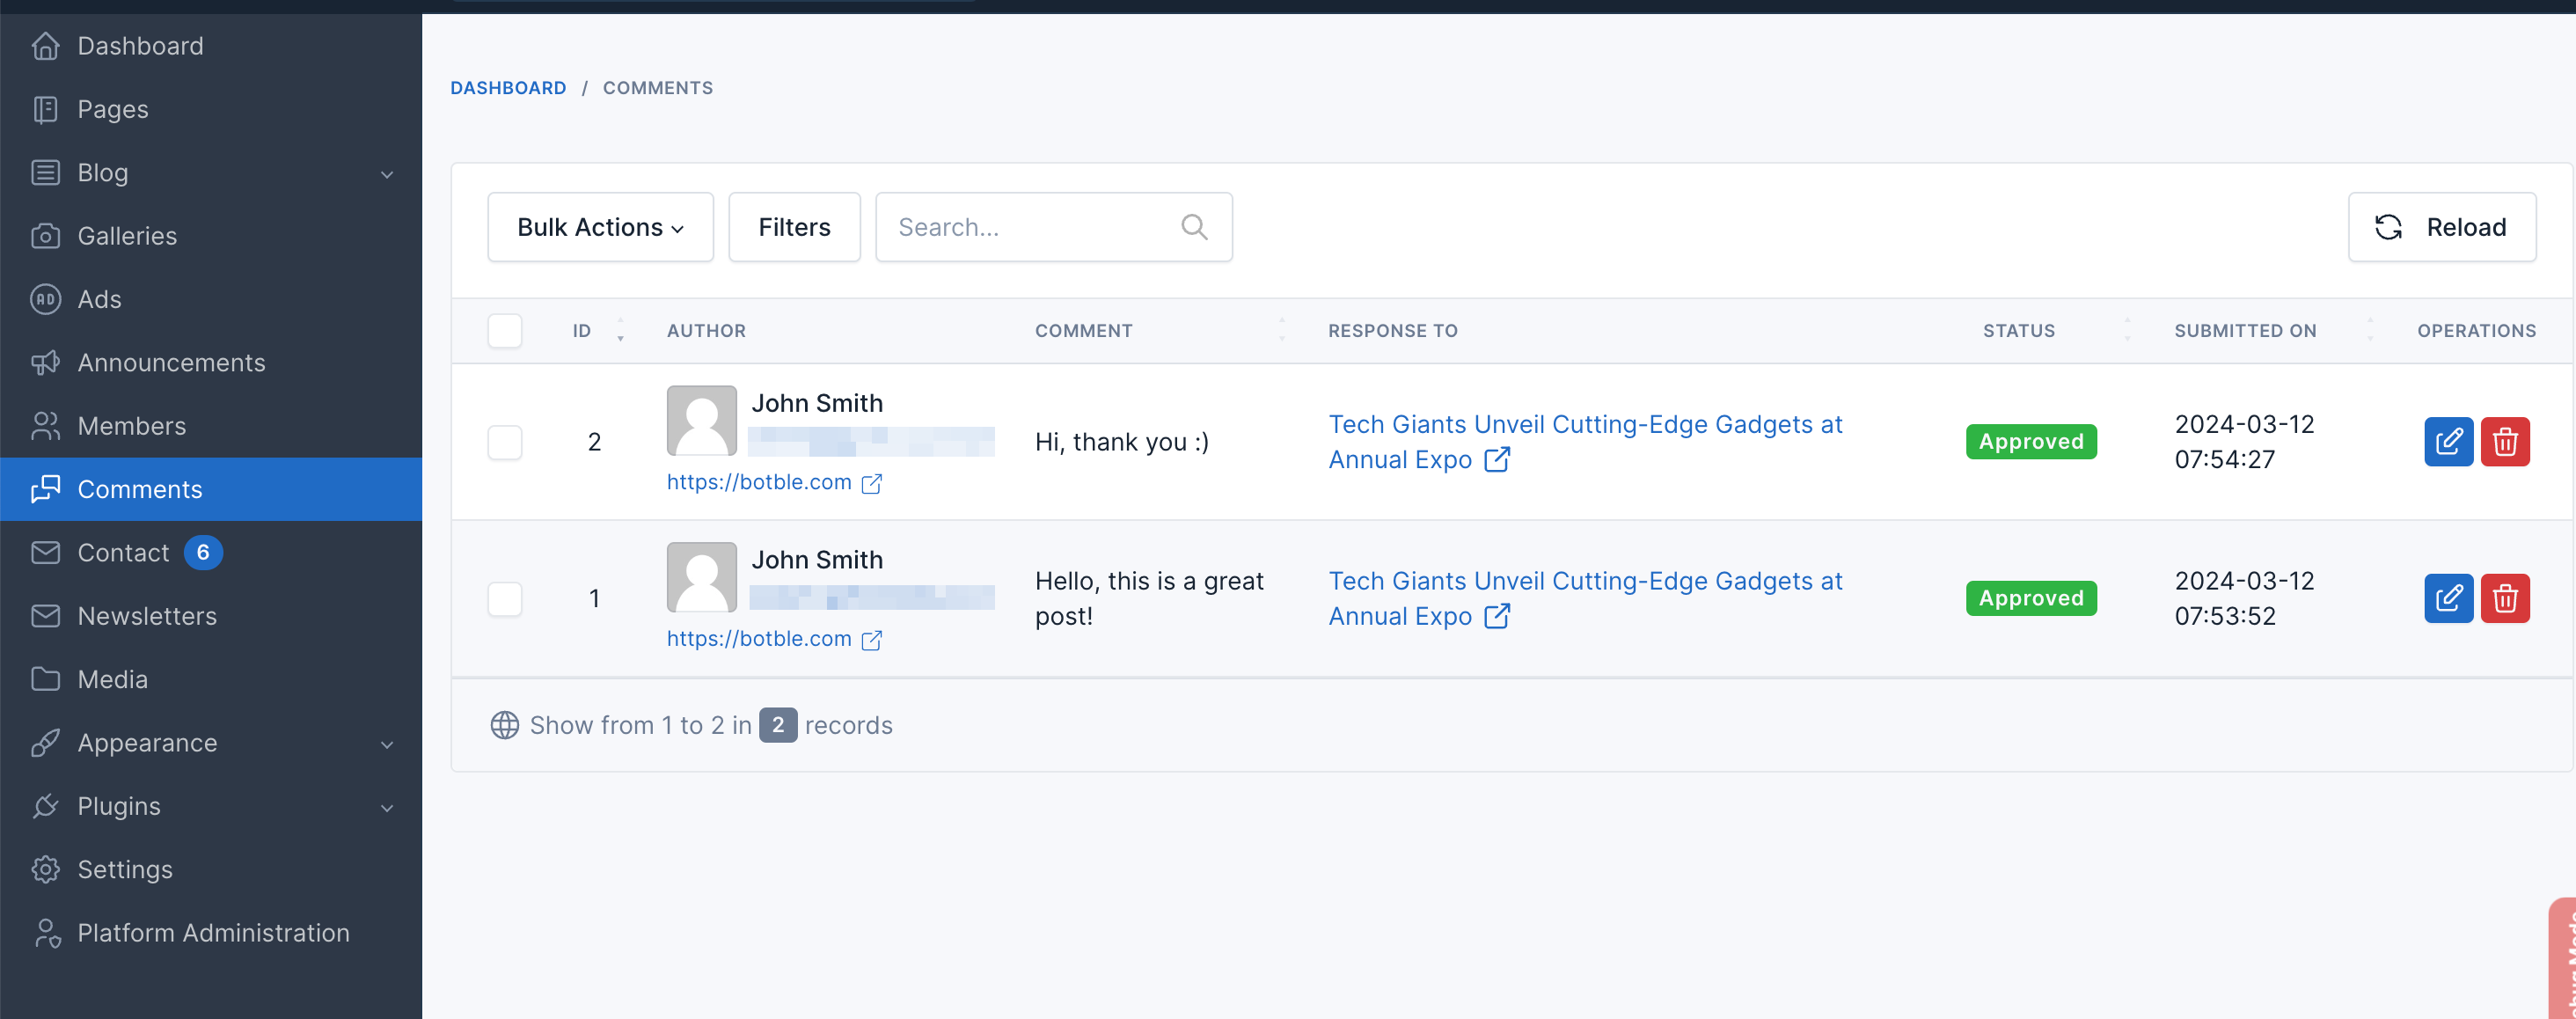 Dashboard
Pages
Blog
Galleries
AD
Ads
Announcements
Members
Comments
Contact 6
Newsletters
Media
Appearance
Plugins
Settings
Platform Administration
DASHBOARD / COMMENTS
Bulk Actions Filters Search... Reload
ID AUTHOR COMMENT RESPONSE TO STATUS SUBMITTED ON OPERATIONS
2
John Smith
https://botble.com
Hi, thank you :)
Tech Giants Unveil Cutting-Edge Gadgets at
Annual Expo
Approved
2024-03-12
07:54:27
1
John Smith
https://botble.com
Hello, this is a great
post!
Tech Giants Unveil Cutting-Edge Gadgets at
Annual Expo
Approved
2024-03-12
07:53:52
Show from 1 to 2 in 2 records